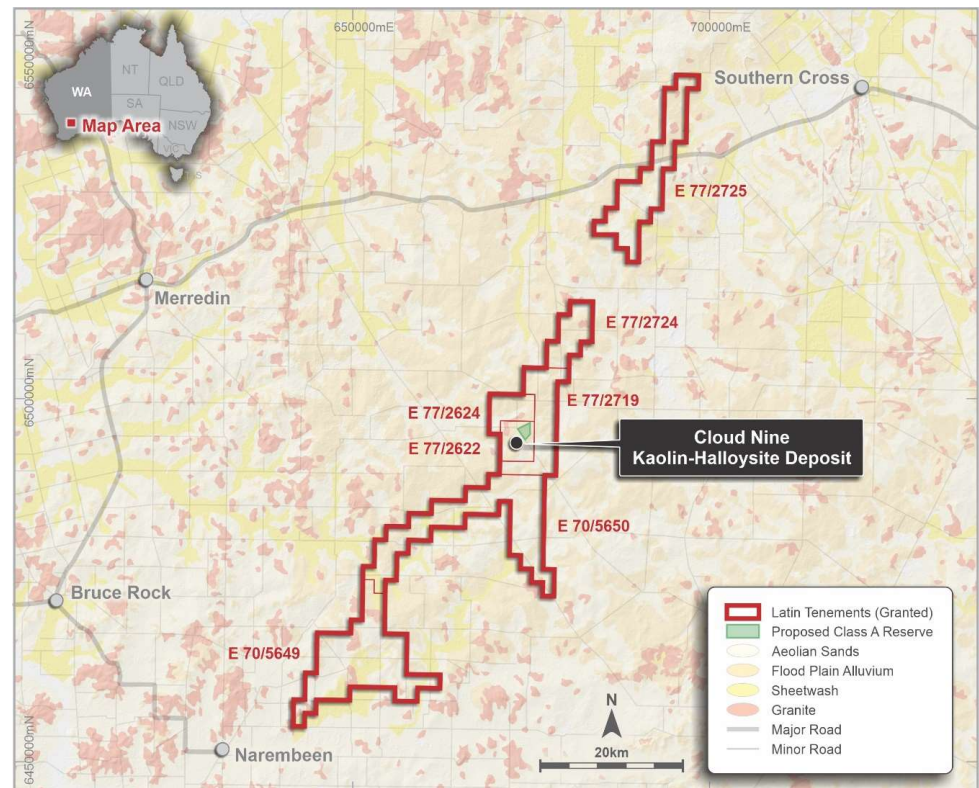 650000mE
700000mE
6550000mN
6500000mN
6450000mN
NT
QLD
WA
SA
NSW
VIC
Map Area
Southern Cross
E 77/2725
Merredin
E 77/2724
E 77/2719
E 77/2624
E 77/2622
Cloud Nine
Kaolin-Halloysite Deposit
E 70/5650
Bruce Rock
E 70/5649
Narembeen
N
20km
Latin Tenements (Granted)
Proposed Class A Reserve
Aeolian Sands
Flood Plain Alluvium
Sheetwash
Granite
Major Road
Minor Road